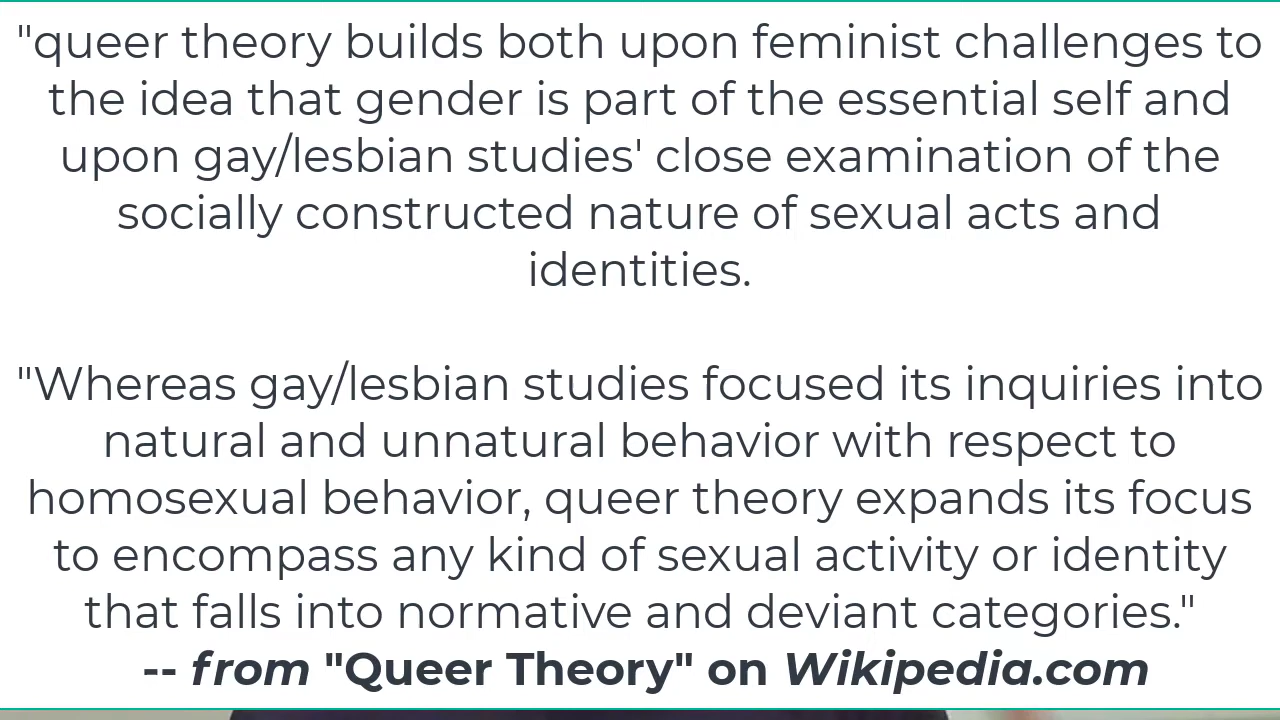 "queer theory builds both upon feminist challenges to
the idea that gender is part of the essential self and
upon gay/lesbian studies' close examination of the
socially constructed nature of sexual acts and
identities.
"Whereas gay/lesbian studies focused its inquiries into
natural and unnatural behavior with respect to
homosexual behavior, queer theory expands its focus
to encompass any kind of sexual activity or identity
that falls into normative and deviant categories."
-- from "Queer Theory" on Wikipedia.com